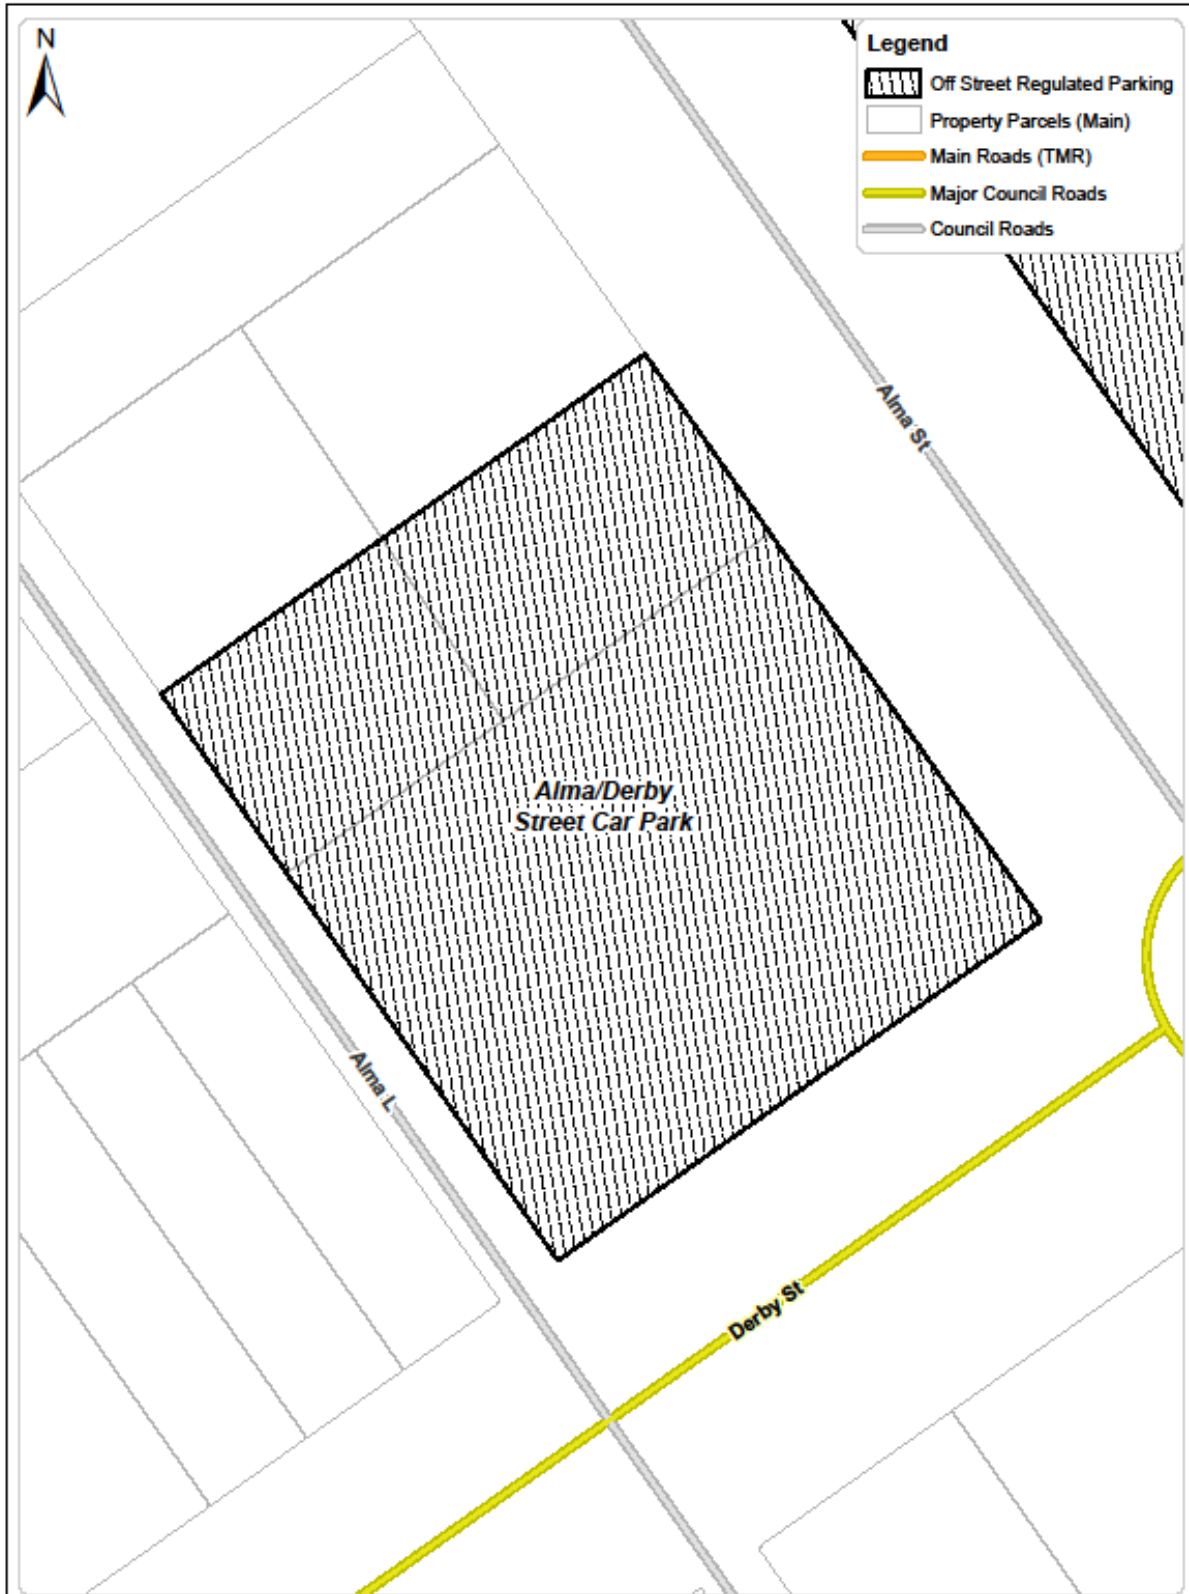 N
Legend
Off Street Regulated Parking
Property Parcels (Main)
Main Roads (TMR)
Major Council Roads
Council Roads
Alma St
Alma/Derby
Street Car Park
Alma L
Derby St